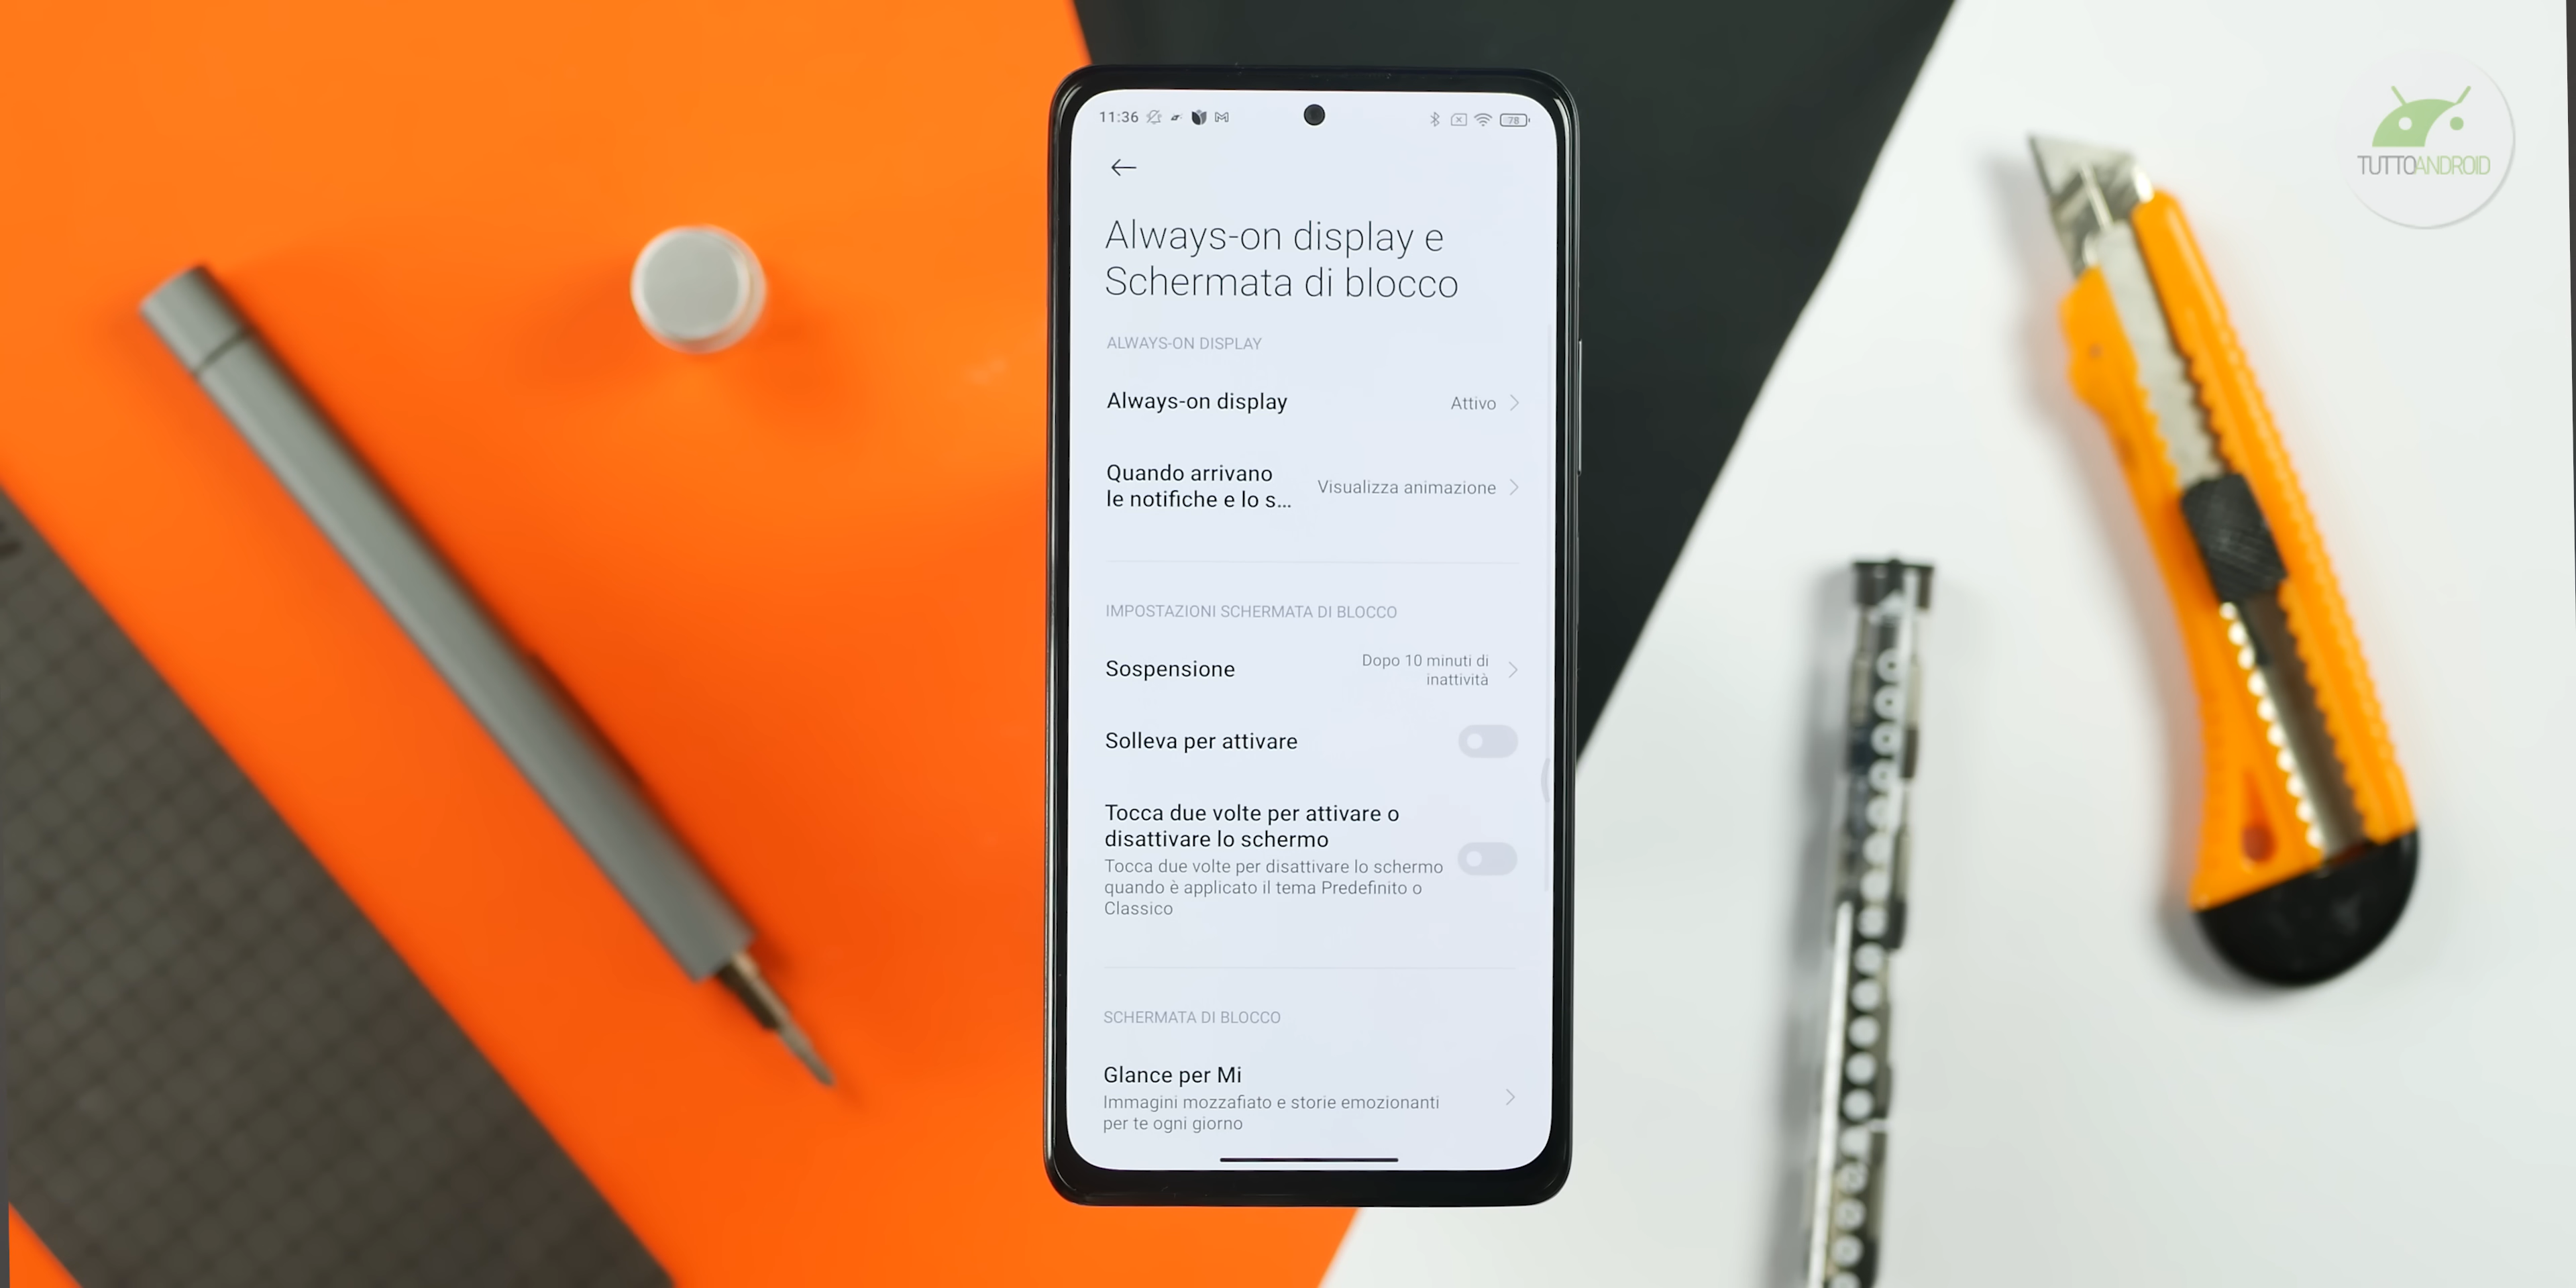 11:36
78
TUTTOANDROID
Always-on display e
Schermata di blocco
ALWAYS-ON DISPLAY
Always-on display
Attivo
Quando arrivano
le notifiche e lo s...
Visualizza animazione
IMPOSTAZIONI SCHERMATA DI BLOCCO
Sospensione
Dopo 10 minuti di
inattività
Solleva per attivare
Tocca due volte per attivare o
disattivare lo schermo
Tocca due volte per disattivare lo schermo
quando è applicato il tema Predefinito o
Classico
SCHERMATA DI BLOCCO
Glance per Mi
Immagini mozzafiato e storie emozionanti
per te ogni giorno